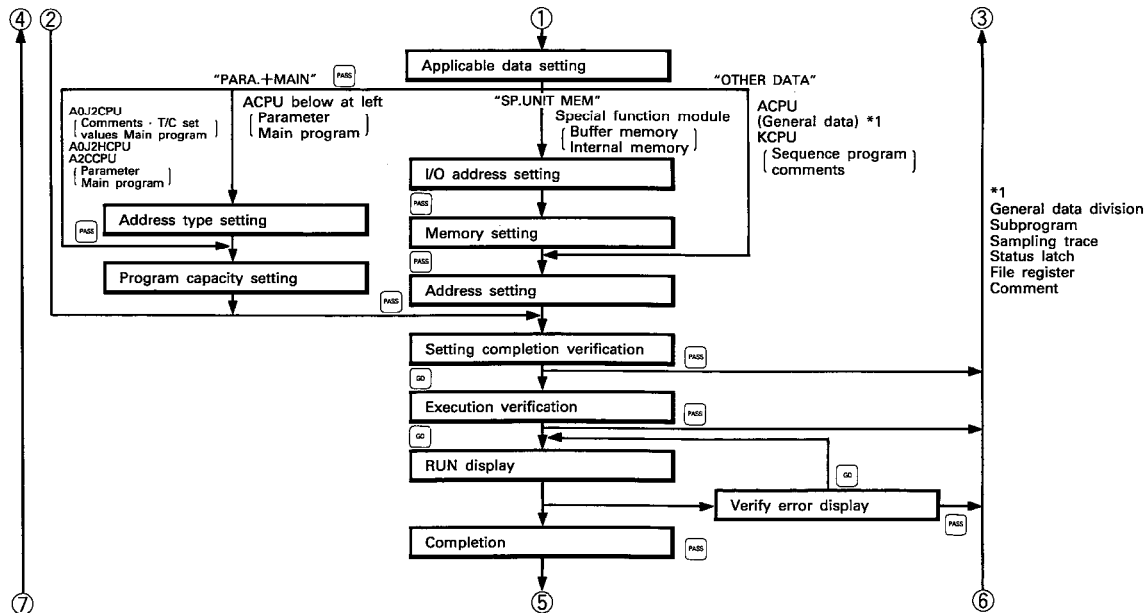 ④ ② ① ③
Applicable data setting
"PARA.+MAIN" PASS
ACPU below at left
Parameter
Main program
A0J2CPU
Comments · T/C set
values Main program
A0J2HCPU
A2CCPU
Parameter
Main program
"SP.UNIT MEM"
Special function module
Buffer memory
Internal memory
"OTHER DATA"
ACPU
(General data) *1
KCPU
Sequence program
comments
I/O address setting
PASS
Address type setting
PASS
Memory setting
PASS
Program capacity setting
PASS
Address setting
Setting completion verification
PASS
GO
Execution verification
PASS
GO
RUN display
GO
Verify error display
PASS
Completion
PASS
*1
General data division
Subprogram
Sampling trace
Status latch
File register
Comment
⑦ ⑤ ⑥